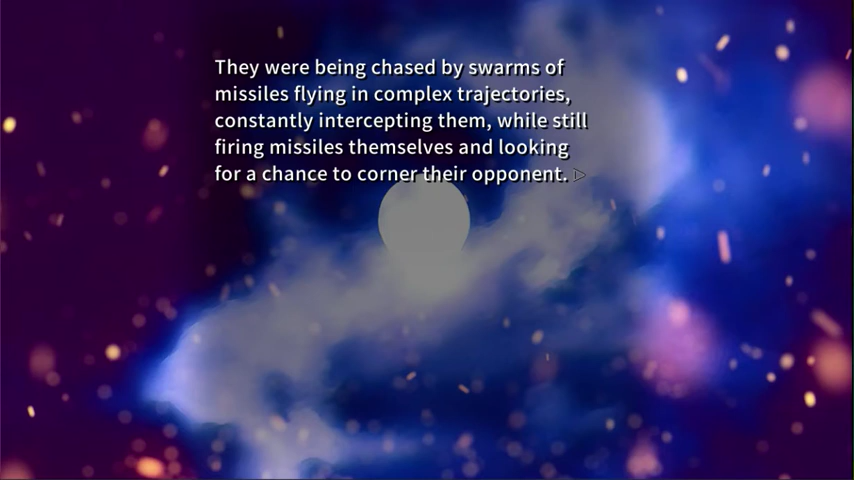 They were being chased by swarms of
missiles flying in complex trajectories,
constantly intercepting them, while still
firing missiles themselves and looking
for a chance to corner their opponent.